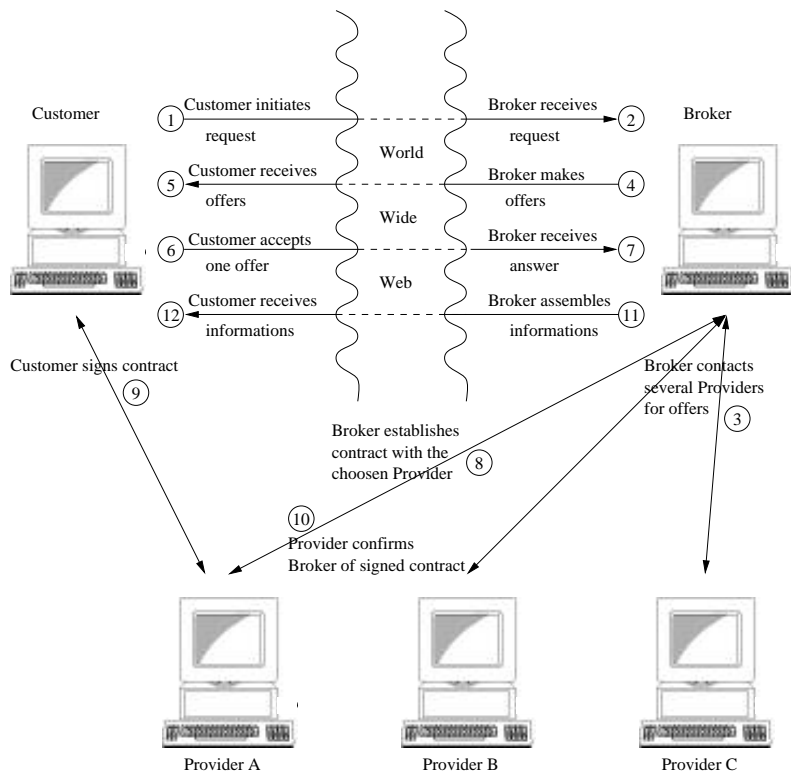 Customer
1
Customer initiates
request
Broker receives
request
2
Broker
World
5
Customer receives
offers
Broker makes
offers
4
Wide
6
Customer accepts
one offer
Broker receives
answer
7
Web
12
Customer receives
informations
Broker assembles
informations
11
Customer signs contract
9
Broker contacts
several Providers
for offers
3
Broker establishes
contract with the
choosen Provider
8
10
Provider confirms
Broker of signed contract
Provider A
Provider B
Provider C